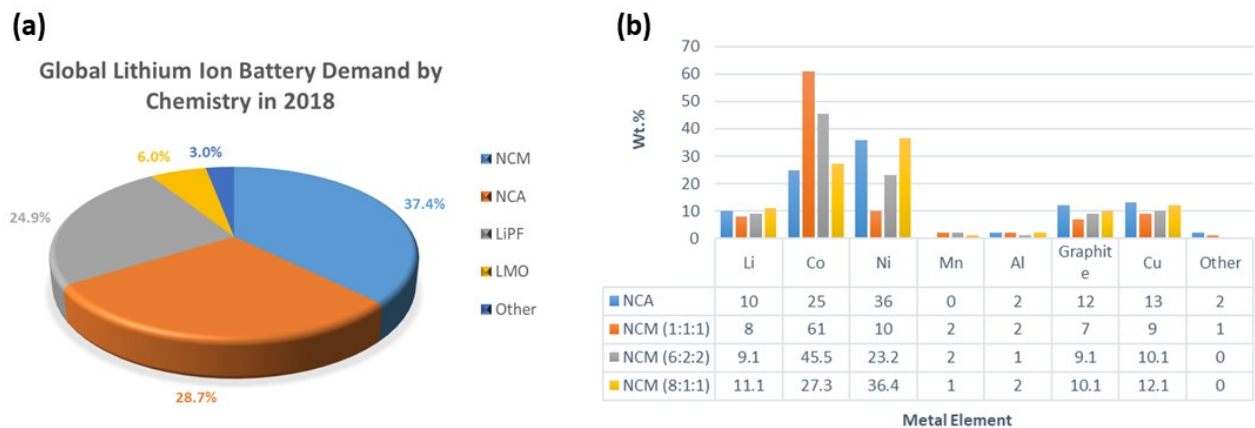 (a)
Global Lithium Ion Battery Demand by
Chemistry in 2018
6.0%
3.0%
24.9%
37.4%
28.7%
NCM
NCA
LiPF
LMO
Other
(b)
Wt.%
70
60
50
40
30
20
10
0
Li Co Ni Mn Al Graphit
e Cu Other
NCA 10 25 36 0 2 12 13 2
NCM (1:1:1) 8 61 10 2 2 7 9 1
NCM (6:2:2) 9.1 45.5 23.2 2 1 9.1 10.1 0
NCM (8:1:1) 11.1 27.3 36.4 1 2 10.1 12.1 0
Metal Element